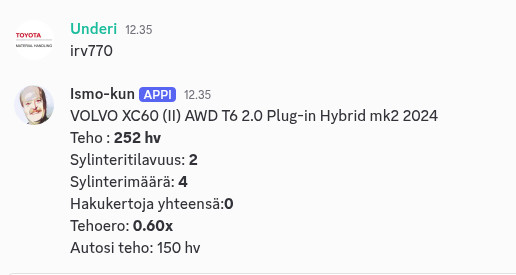 TOYOTA
MATERIAL HANDLING
Underi 12.35
irv770
Ismo-kun APPI 12.35
VOLVO XC60 (II) AWD T6 2.0 Plug-in Hybrid mk2 2024
Teho : 252 hv
Sylinteritilavuus: 2
Sylinterimäärä: 4
Hakukertoja yhteensä:0
Tehoero: 0.60x
Autosi teho: 150 hv